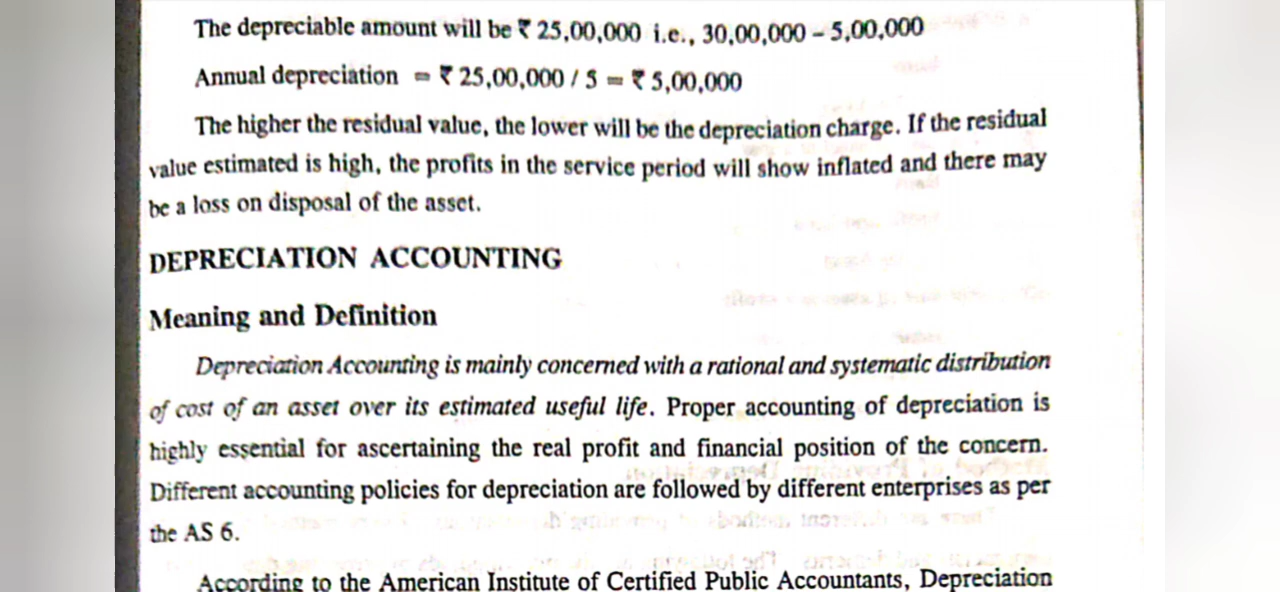 The depreciable amount will be ₹ 25,00,000 i.e., 30,00,000 – 5,00,000
Annual depreciation = ₹ 25,00,000 / 5 = ₹ 5,00,000
The higher the residual value, the lower will be the depreciation charge. If the residual
value estimated is high, the profits in the service period will show inflated and there may
be a loss on disposal of the asset.
DEPRECIATION ACCOUNTING
Meaning and Definition
Depreciation Accounting is mainly concerned with a rational and systematic distribution
of cost of an asset over its estimated useful life. Proper accounting of depreciation is
highly essential for ascertaining the real profit and financial position of the concern.
Different accounting policies for depreciation are followed by different enterprises as per
the AS 6.
According to the American Institute of Certified Public Accountants, Depreciation